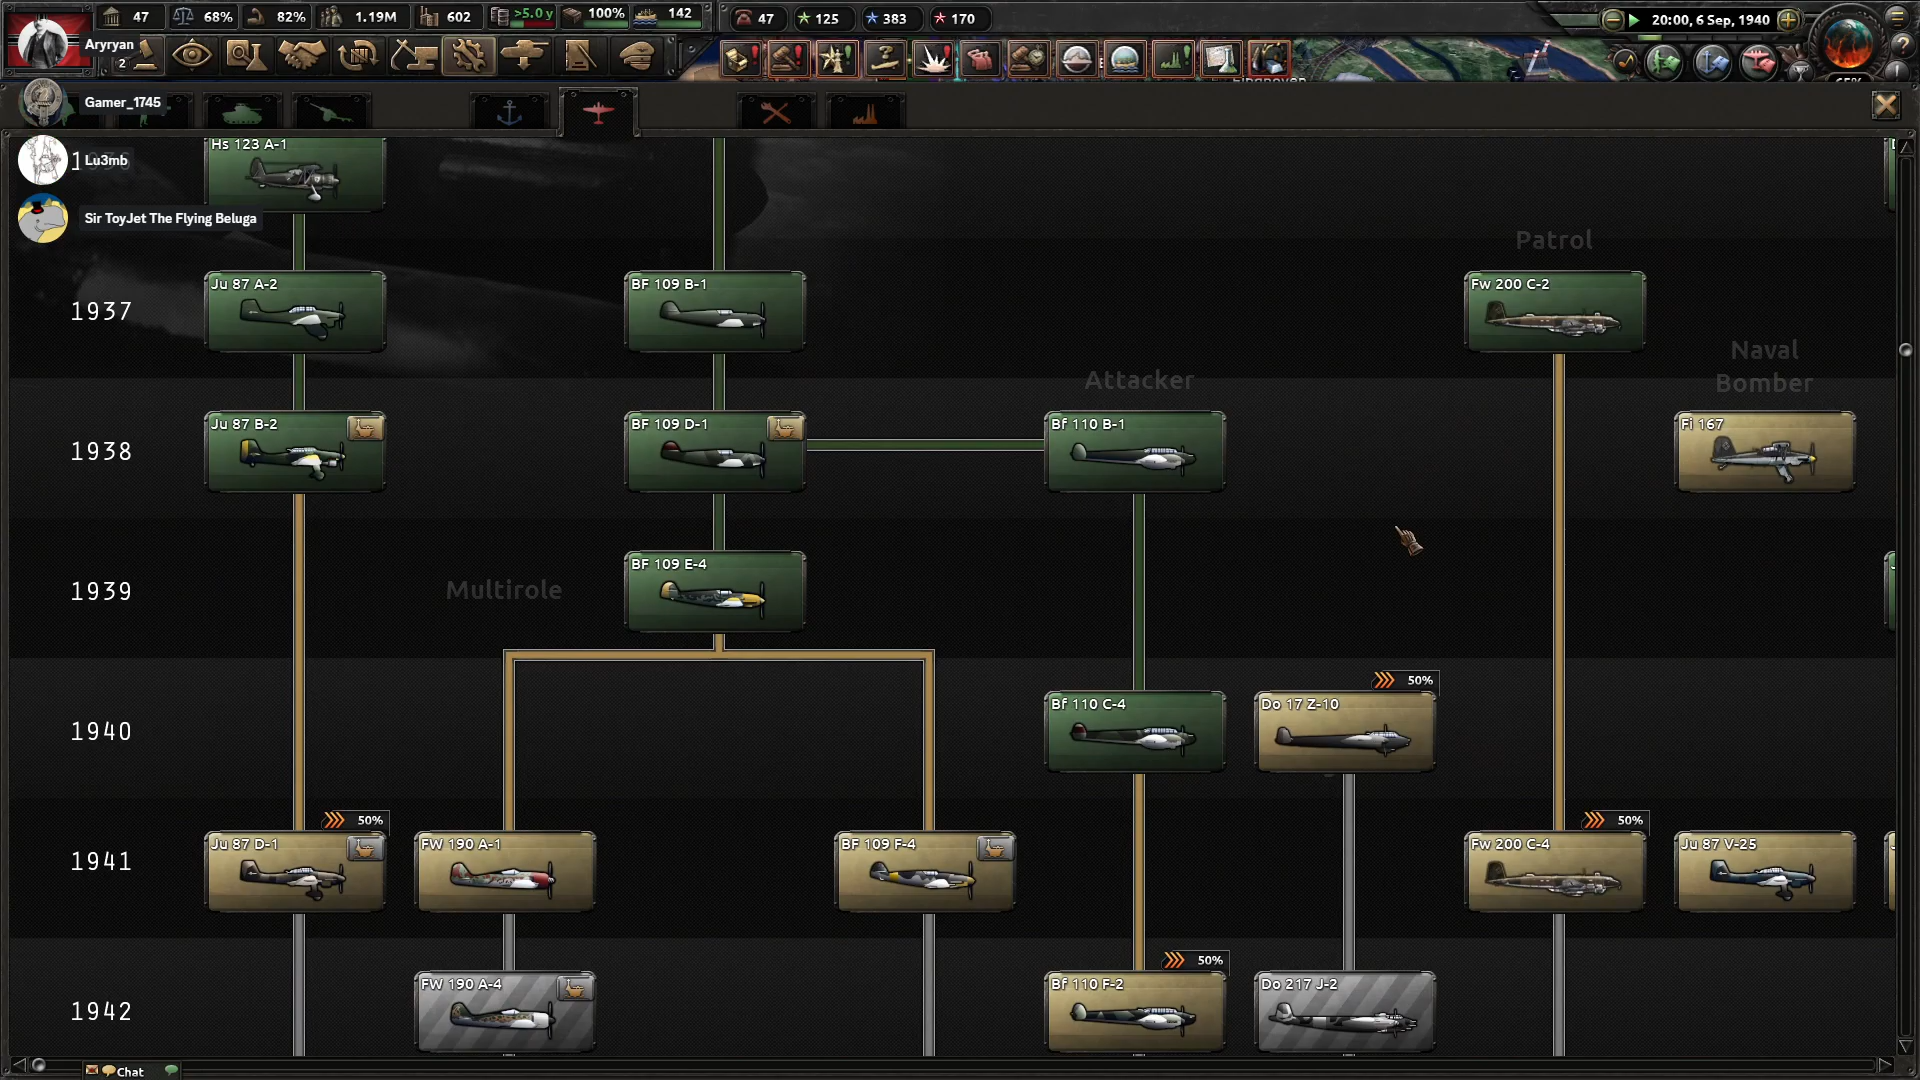 47
68%
82%
1.19M
602
>5.0 y
100%
142
47
125
383
170
20:00, 6 Sep, 1940
Aryryan
2
Gamer_1745
Lu3mb
Sir ToyJet The Flying Beluga
Hs 123 A-1
Patrol
1937
Ju 87 A-2
BF 109 B-1
Fw 200 C-2
Naval
Bomber
Attacker
1938
Ju 87 B-2
BF 109 D-1
Bf 110 B-1
Fi 167
1939
Multirole
BF 109 E-4
50%
1940
Bf 110 C-4
Do 17 Z-10
50%
50%
1941
Ju 87 D-1
FW 190 A-1
BF 109 F-4
Fw 200 C-4
Ju 87 V-25
50%
1942
FW 190 A-4
Bf 110 F-2
Do 217 J-2
Chat